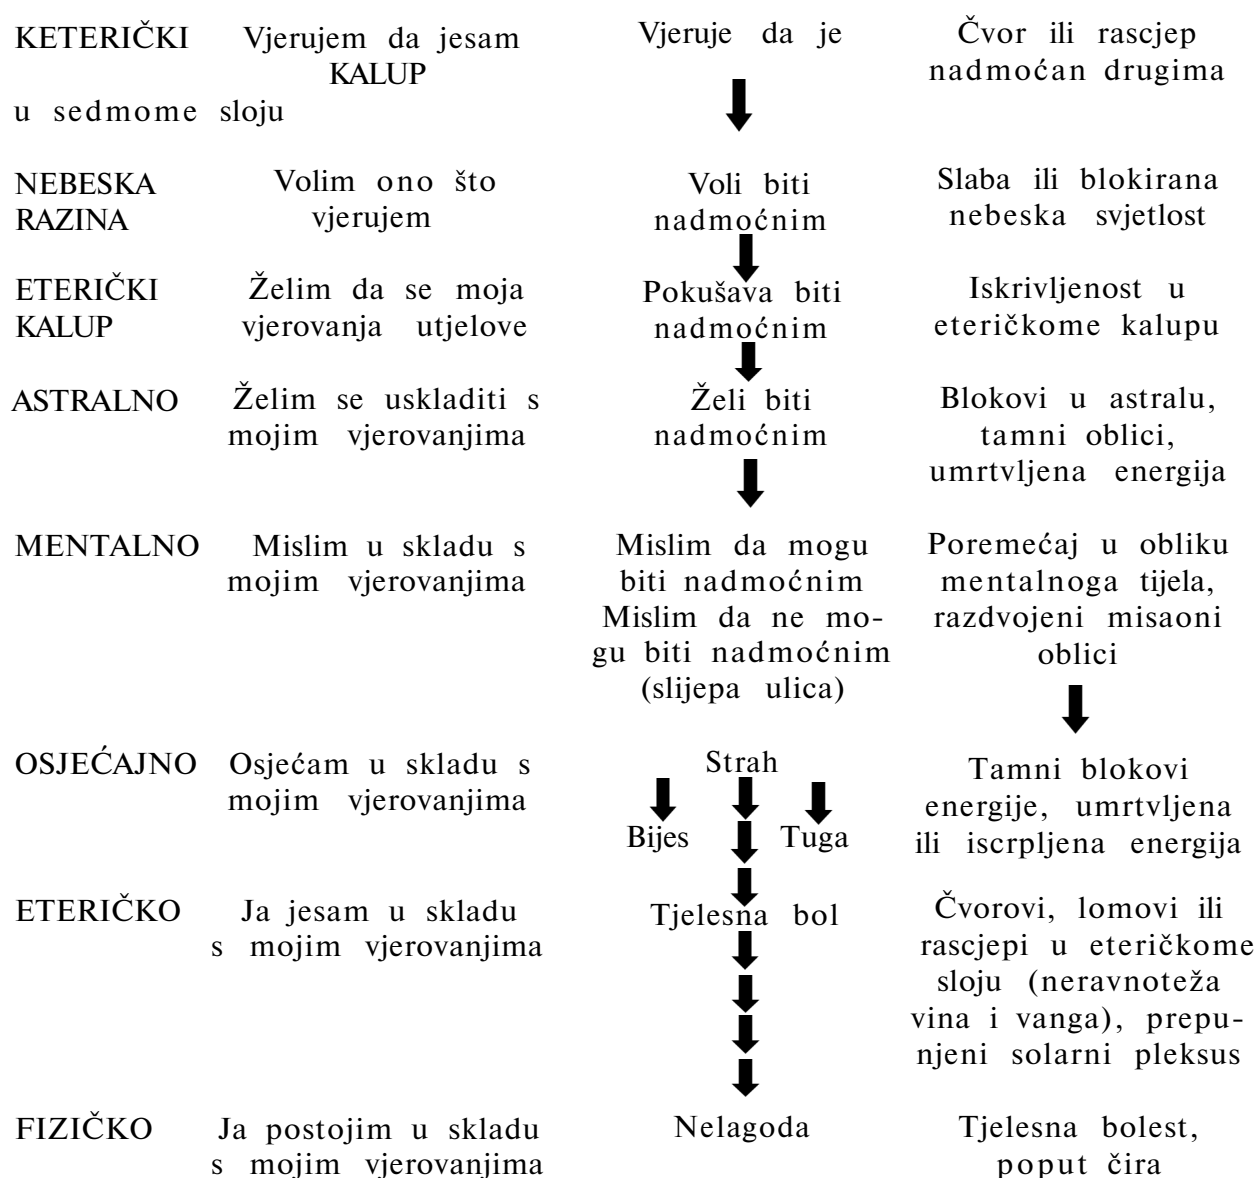 KETERIČKI Vjerujem da jesam Vjeruje da je Čvor ili rascjep
KALUP nadmoćan drugima
u sedmome sloju
NEBESKA Volim ono što Voli biti Slaba ili blokirana
RAZINA vjerujem nadmoćnim nebeska svjetlost
ETERIČKI Želim da se moja Pokušava biti Iskrivljenost u
KALUP vjerovanja utjelove nadmoćnim eteričkome kalupu
ASTRALNO Želim se uskladiti s Želi biti Blokovi u astralu,
mojim vjerovanjima nadmoćnim tamni oblici,
umrtvljena energija
MENTALNO Mislim u skladu s Mislim da mogu Poremećaj u obliku
mojim vjerovanjima biti nadmoćnim mentalnoga tijela,
Mislim da ne mo- razdvojeni misaoni
gu biti nadmoćnim oblici
(slijepa ulica)
OSJEĆAJNO Osjećam u skladu s Strah Tamni blokovi
mojim vjerovanjima energije, umrtvljena
Bijes Tuga ili iscrpljena energija
ETERIČKO Ja jesam u skladu Tjelesna bol Čvorovi, lomovi ili
s mojim vjerovanjima rascjepi u eteričkome
sloju (neravnoteža
vina i vanga), prepu-
njeni solarni pleksus
FIZIČKO Ja postojim u skladu Nelagoda Tjelesna bolest,
s mojim vjerovanjima poput čira